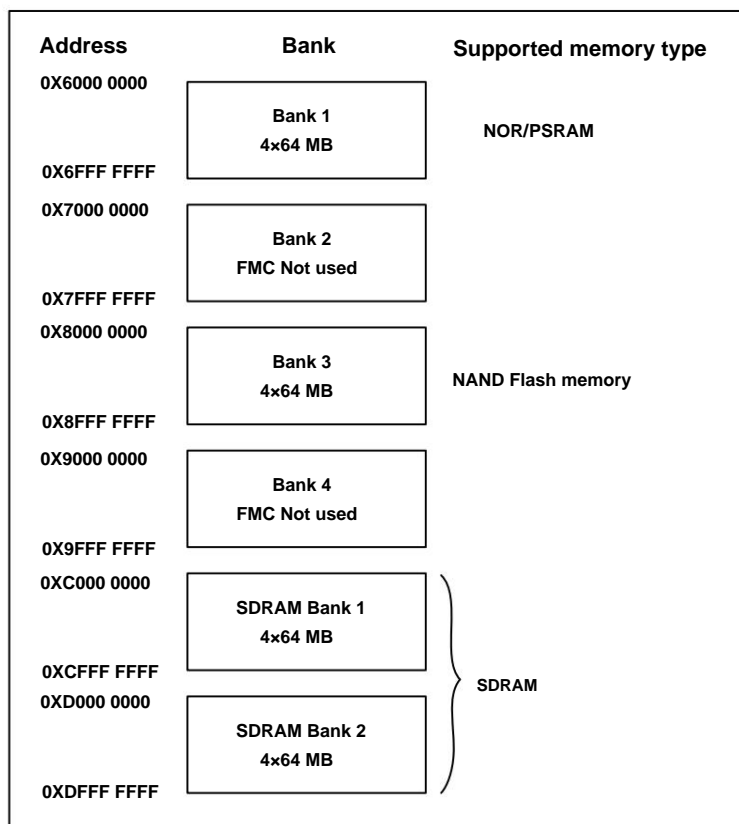 Address Bank Supported memory type
0X6000 0000
Bank 1
4×64 MB
NOR/PSRAM
0X6FFF FFFF
0X7000 0000
Bank 2
FMC Not used
0X7FFF FFFF
0X8000 0000
Bank 3
4×64 MB
NAND Flash memory
0X8FFF FFFF
0X9000 0000
Bank 4
FMC Not used
0X9FFF FFFF
0XC000 0000
SDRAM Bank 1
4×64 MB
0XCFFF FFFF
SDRAM
0XD000 0000
SDRAM Bank 2
4×64 MB
0XDFFF FFFF